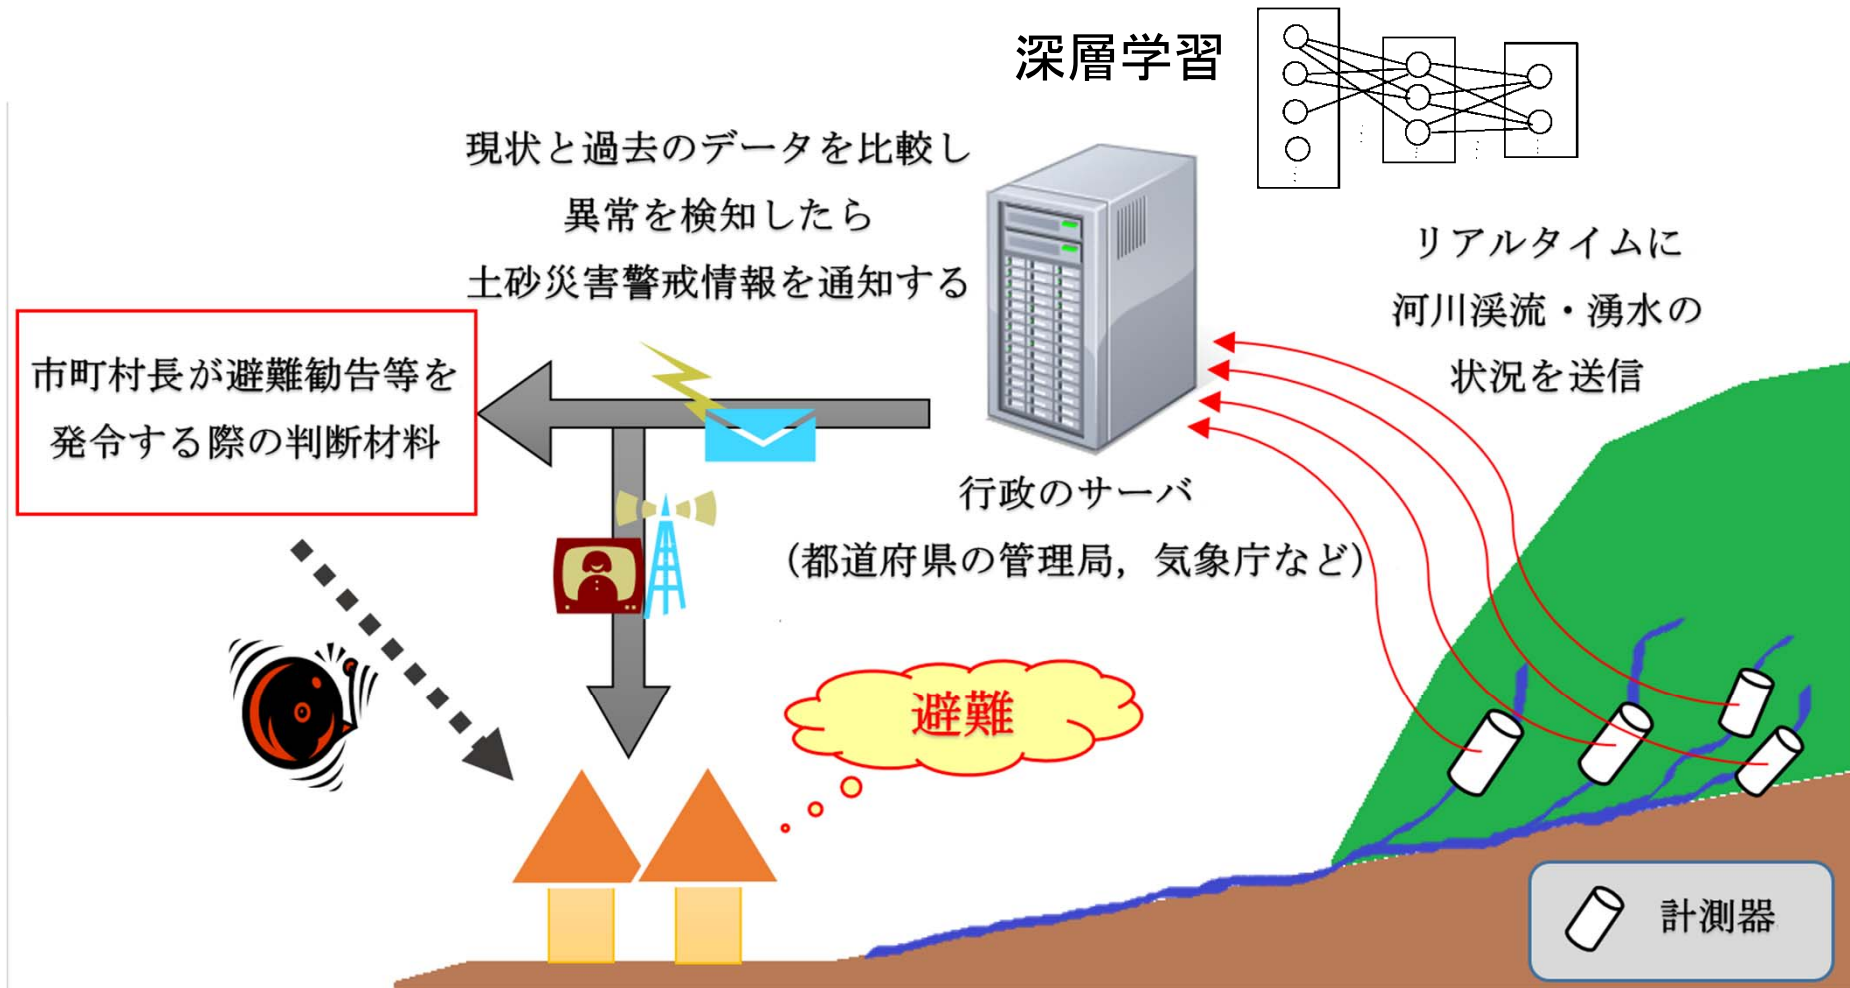 深層学習
現状と過去のデータを比較し
異常を検知したら
土砂災害警戒情報を通知する
リアルタイムに
河川渓流・湧水の
状況を送信
市町村長が避難勧告等を
発令する際の判断材料
行政のサーバ
（都道府県の管理局，気象庁など）
避難
計測器